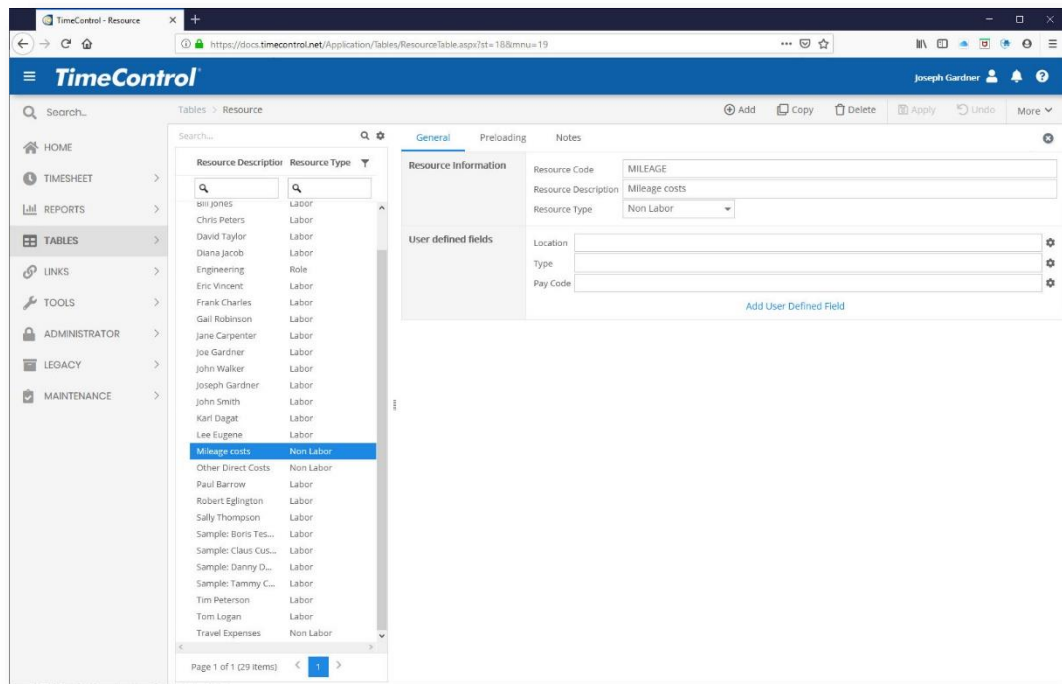 TimeControl - Resource
https://docs.timecontrol.net/Application/Tables/ResourceTable.aspx?st=18&mnu=19
TimeControl
Joseph Gardner
Search...
Tables > Resource
Add Copy Delete Apply Undo More
HOME
TIMESHEET
REPORTS
TABLES
LINKS
TOOLS
ADMINISTRATOR
LEGACY
MAINTENANCE
Search...
Resource Description Resource Type
Bill Jones Labor
Chris Peters Labor
David Taylor Labor
Diana Jacob Labor
Engineering Role
Eric Vincent Labor
Frank Charles Labor
Gail Robinson Labor
Jane Carpenter Labor
Joe Gardner Labor
John Walker Labor
Joseph Gardner Labor
John Smith Labor
Karl Dagat Labor
Lee Eugene Labor
Mileage costs Non Labor
Other Direct Costs Non Labor
Paul Barrow Labor
Robert Eglington Labor
Sally Thompson Labor
Sample: Boris Tes... Labor
Sample: Claus Cus... Labor
Sample: Danny D... Labor
Sample: Tammy C... Labor
Tim Peterson Labor
Tom Logan Labor
Travel Expenses Non Labor
Page 1 of 1 (29 items) < 1 >
General Preloading Notes
Resource Information
Resource Code MILEAGE
Resource Description Mileage costs
Resource Type Non Labor
User defined fields
Location
Type
Pay Code
Add User Defined Field